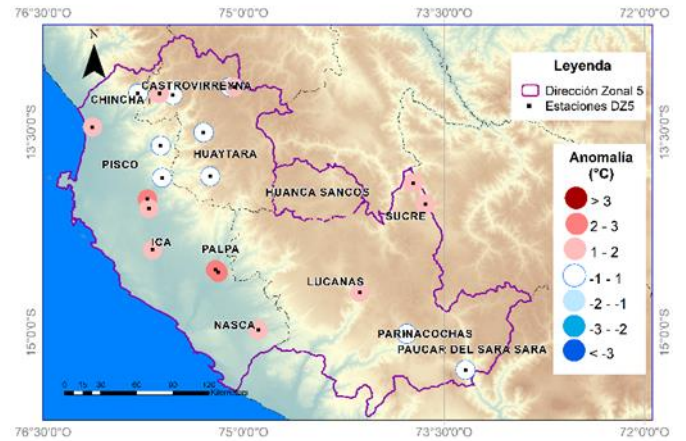 76°30'0"O 75°0'0"O 73°30'0"O 72°0'0"O
N
13°30'0"S
13°30'0"S
15°0'0"S
15°0'0"S
CASTROVIRREYNA
CHINCHA
HUAYTARA
PISCO
HUANCA SANCOS
SUCRE
ICA
PALPA
LUCANAS
NASCA
PARINACOCHAS
PAUCAR DEL SARA SARA
Leyenda
Dirección Zonal 5
Estaciones DZ5
Anomalía
(°C)
> 3
2 - 3
1 - 2
-1 - 1
-2 - -1
-3 - -2
< -3
0 15 30 60 90 120
76°30'0"O 75°0'0"O 73°30'0"O 72°0'0"O